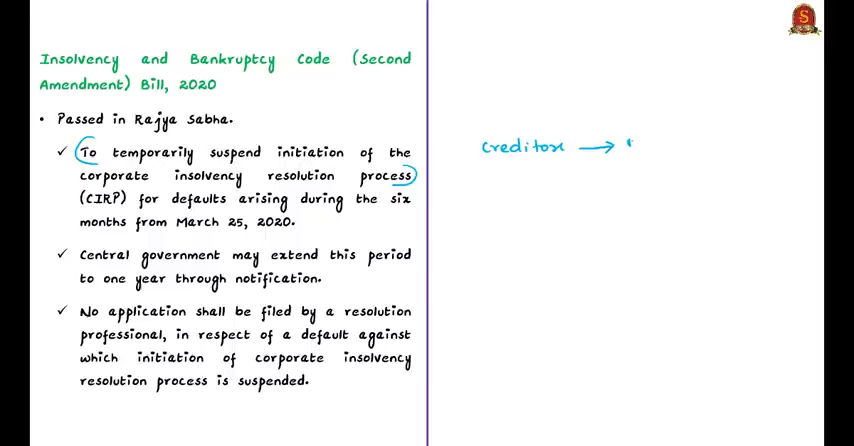 Insolvency and Bankruptcy Code (Second
Amendment) Bill, 2020
• Passed in Rajya Sabha.
✓ To temporarily suspend initiation of the
corporate insolvency resolution process
(CIRP) for defaults arising during the six
months from March 25, 2020.
✓ Central government may extend this period
to one year through notification.
✓ No application shall be filed by a resolution
professional, in respect of a default against
which initiation of corporate insolvency
resolution process is suspended.
Creditors →
S